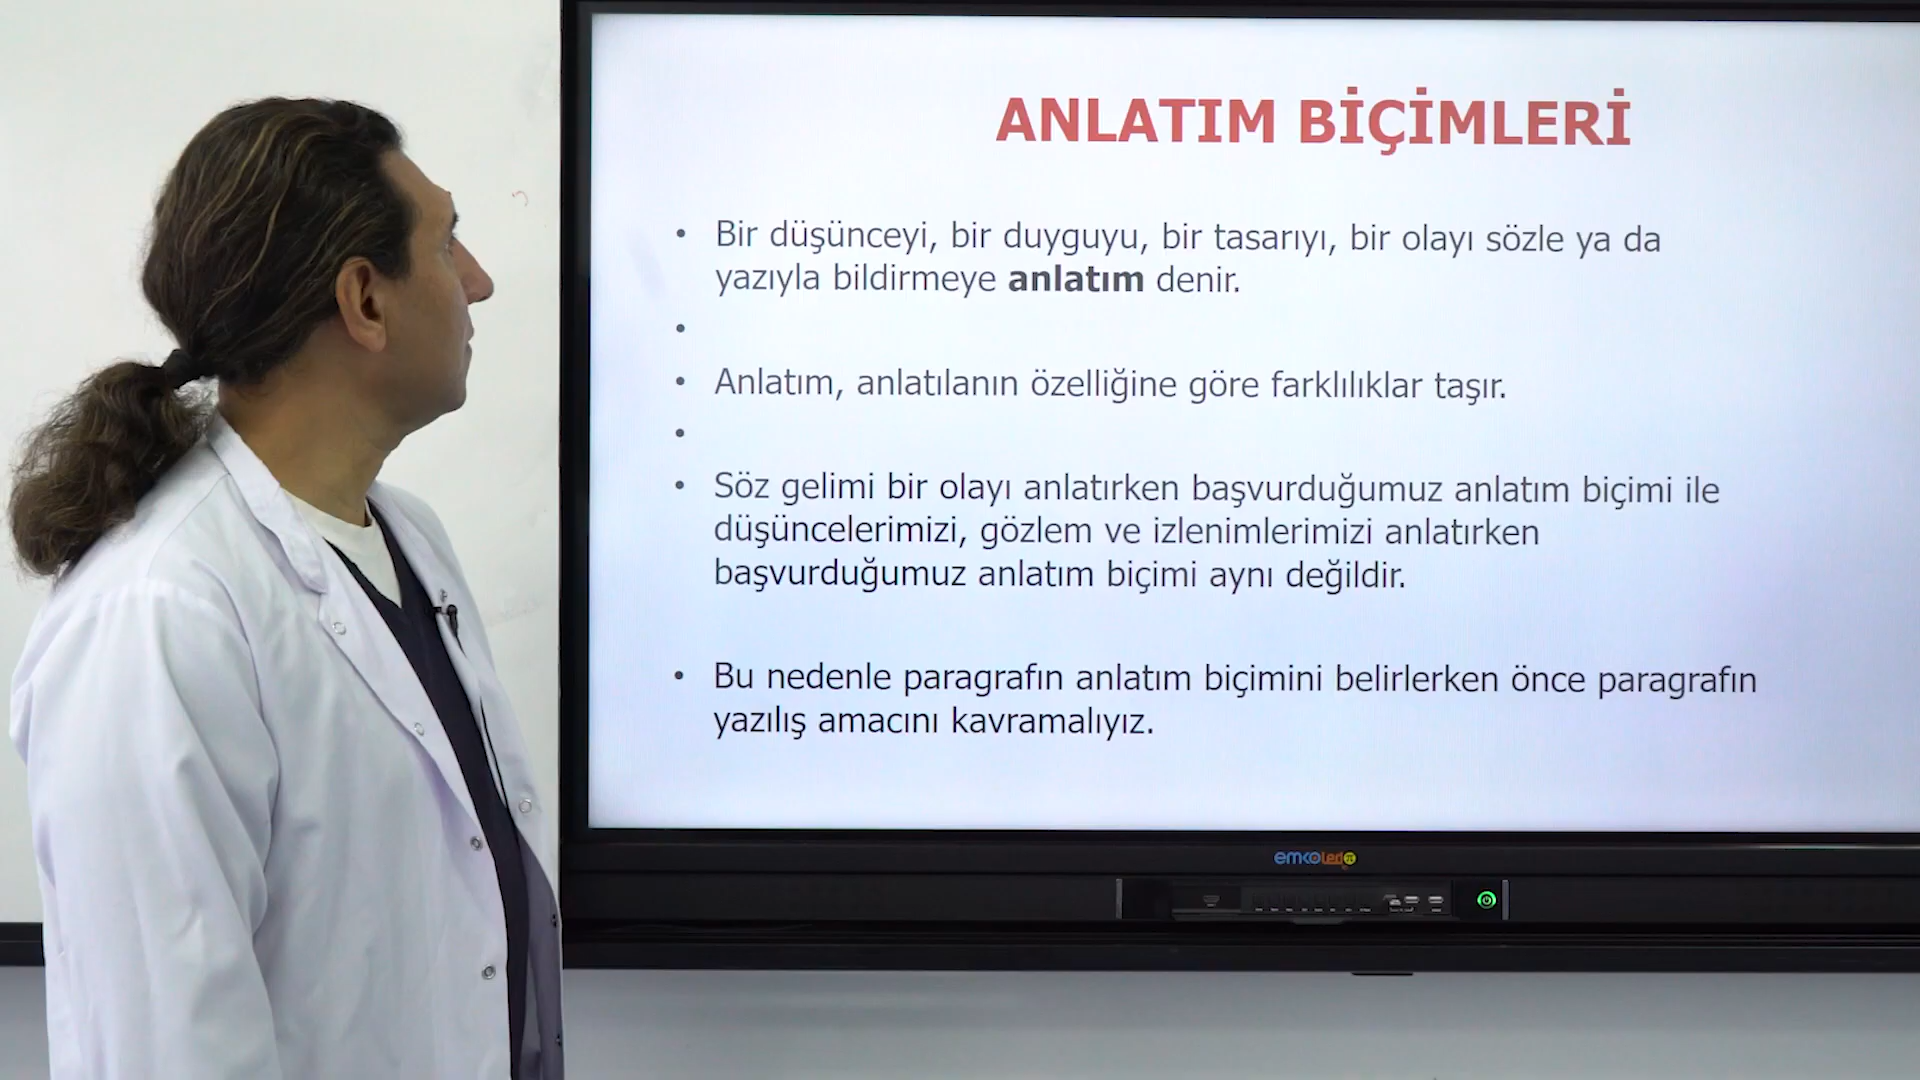 ANLATIM BİÇİMLERİ
• Bir düşünceyi, bir duyguyu, bir tasarıyı, bir olayı sözle ya da
yazıyla bildirmeye anlatım denir.
•
• Anlatım, anlatılanın özelliğine göre farklılıklar taşır.
•
• Söz gelimi bir olayı anlatırken başvurduğumuz anlatım biçimi ile
düşüncelerimizi, gözlem ve izlenimlerimizi anlatırken
başvurduğumuz anlatım biçimi aynı değildir.
• Bu nedenle paragrafın anlatım biçimini belirlerken önce paragrafın
yazılış amacını kavramalıyız.
emkoled